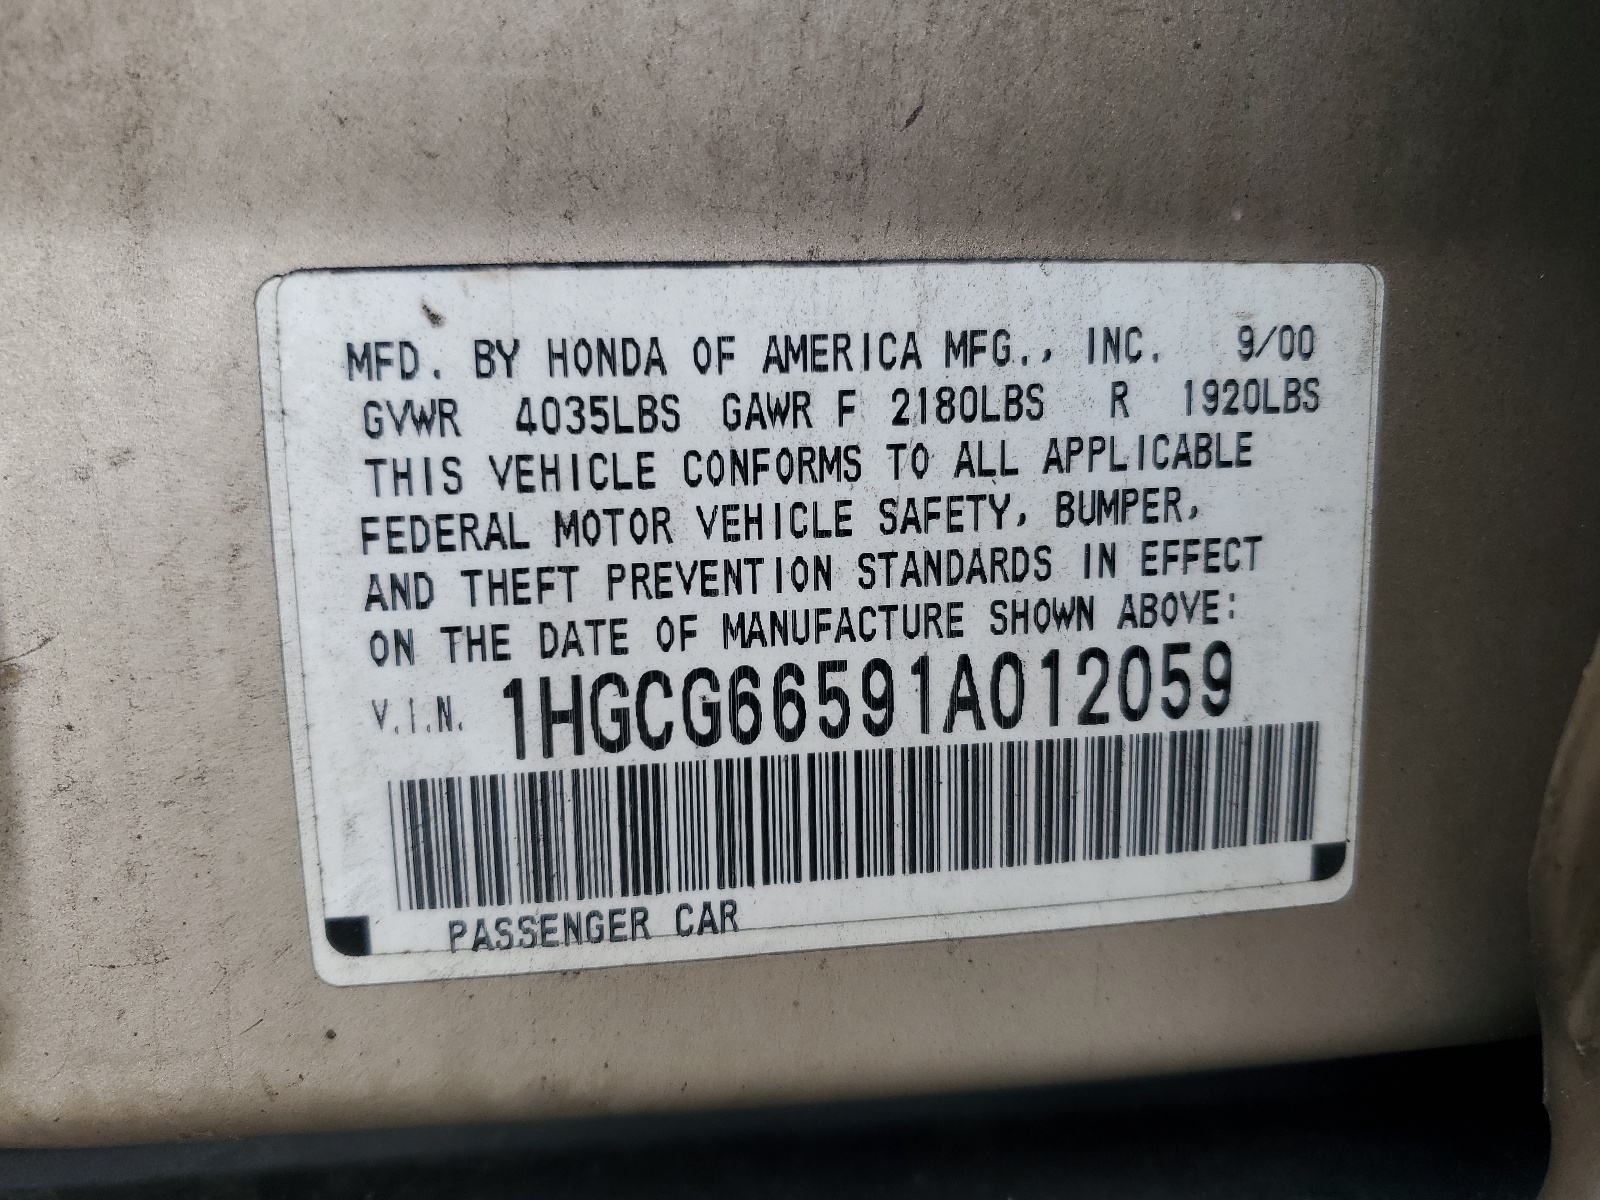 MFD. BY HONDA OF AMERICA MFG., INC. 9/00
GVWR 4035LBS GAWR F 2180LBS R 1920LBS
THIS VEHICLE CONFORMS TO ALL APPLICABLE
FEDERAL MOTOR VEHICLE SAFETY, BUMPER,
AND THEFT PREVENTION STANDARDS IN EFFECT
ON THE DATE OF MANUFACTURE SHOWN ABOVE:
V.I.N. 1HGCG66591A012059
PASSENGER CAR